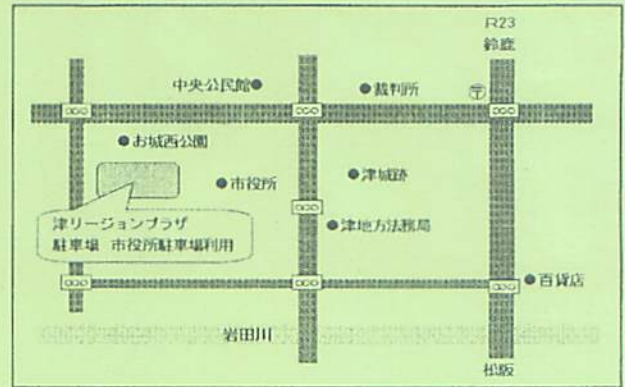 R23
鈴鹿
中央公民館
裁判所
〒
お城西公園
市役所
津城跡
津リージョンプラザ
駐車場 市役所駐車場利用
津地方法務局
百貨店
岩田川
松阪